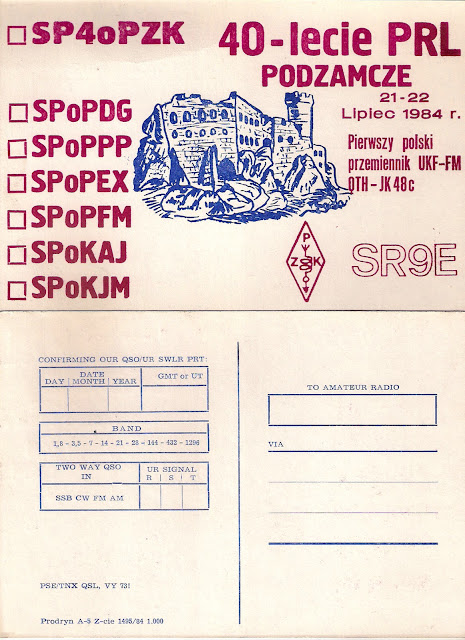 SP4oPZK
40-lecie PRL
PODZAMCZE
21-22
Lipiec 1984 r.
SPoPDG
SPoPPP
SPoPEX
SPoPFM
SPoKAJ
SPoKJM
Pierwszy polski
przemiennik UKF-FM
QTH-JK 48c
P
Z K
SR9E
CONFIRMING OUR QSO/UR SWLR PRT:
DATE
DAY MONTH YEAR
GMT or UT
BAND
1,8 - 3,5 - 7 - 14 - 21 - 28 - 144 - 432 - 1296
TWO WAY QSO
IN
UR SIGNAL
R S T
SSB CW FM AM
PSE/TNX QSL, VY 73!
Prodryn A-5 Z-cie 1495/84 1.000
TO AMATEUR RADIO
VIA